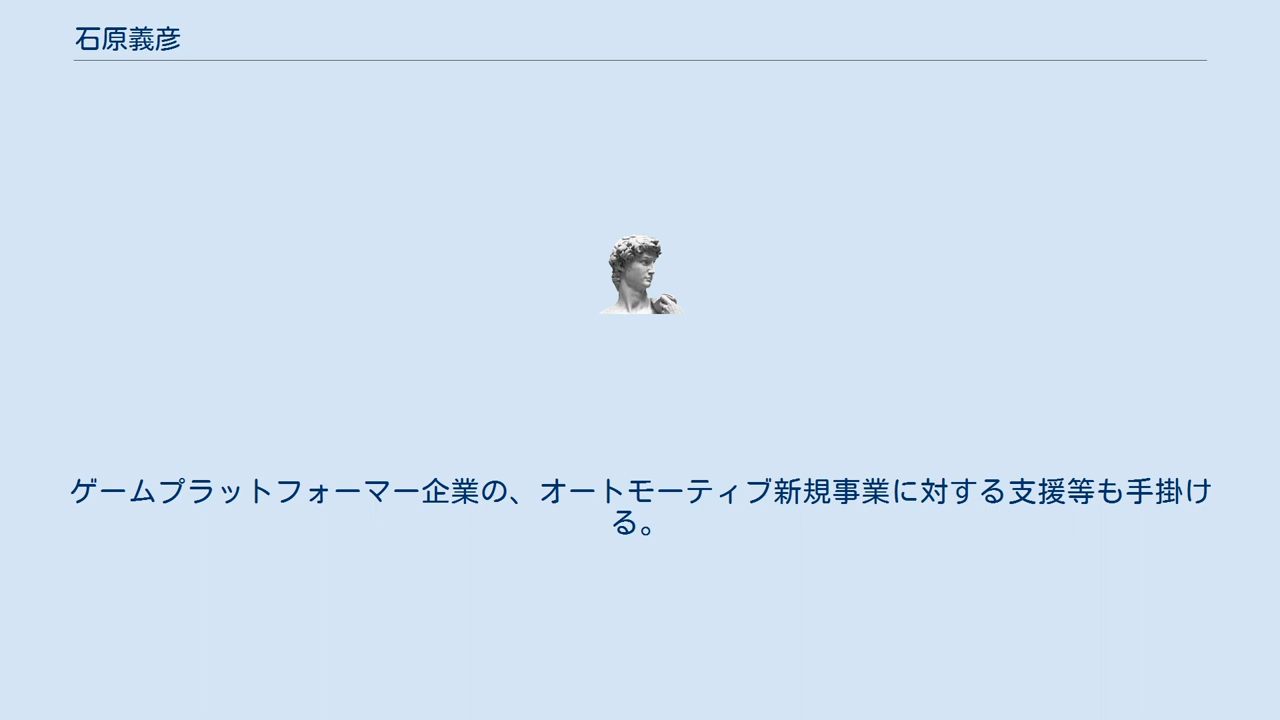 石原義彦
ゲームプラットフォーマー企業の、オートモーティブ新規事業に対する支援等も手掛け
る。